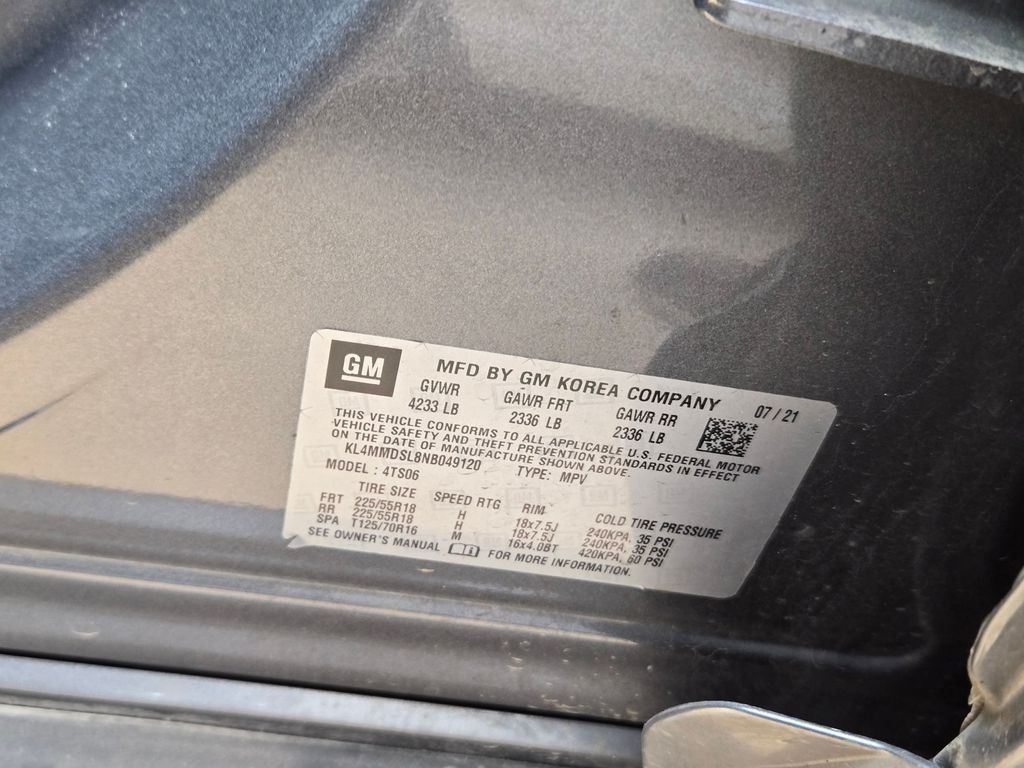 GM MFD BY GM KOREA COMPANY 07 / 21
GVWR GAWR FRT GAWR RR
4233 LB 2336 LB 2336 LB
THIS VEHICLE CONFORMS TO ALL APPLICABLE U.S. FEDERAL MOTOR
VEHICLE SAFETY AND THEFT PREVENTION STANDARDS IN EFFECT
ON THE DATE OF MANUFACTURE SHOWN ABOVE.
KL4MMDSL8NB049120 TYPE: MPV
MODEL : 4TS06
TIRE SIZE SPEED RTG RIM COLD TIRE PRESSURE
FRT 225/55R18 H 18x7.5J 240KPA, 35 PSI
RR 225/55R18 H 18x7.5J 240KPA, 35 PSI
SPA T125/70R16 M 16x4.0BT 420KPA, 60 PSI
SEE OWNER'S MANUAL FOR MORE INFORMATION.